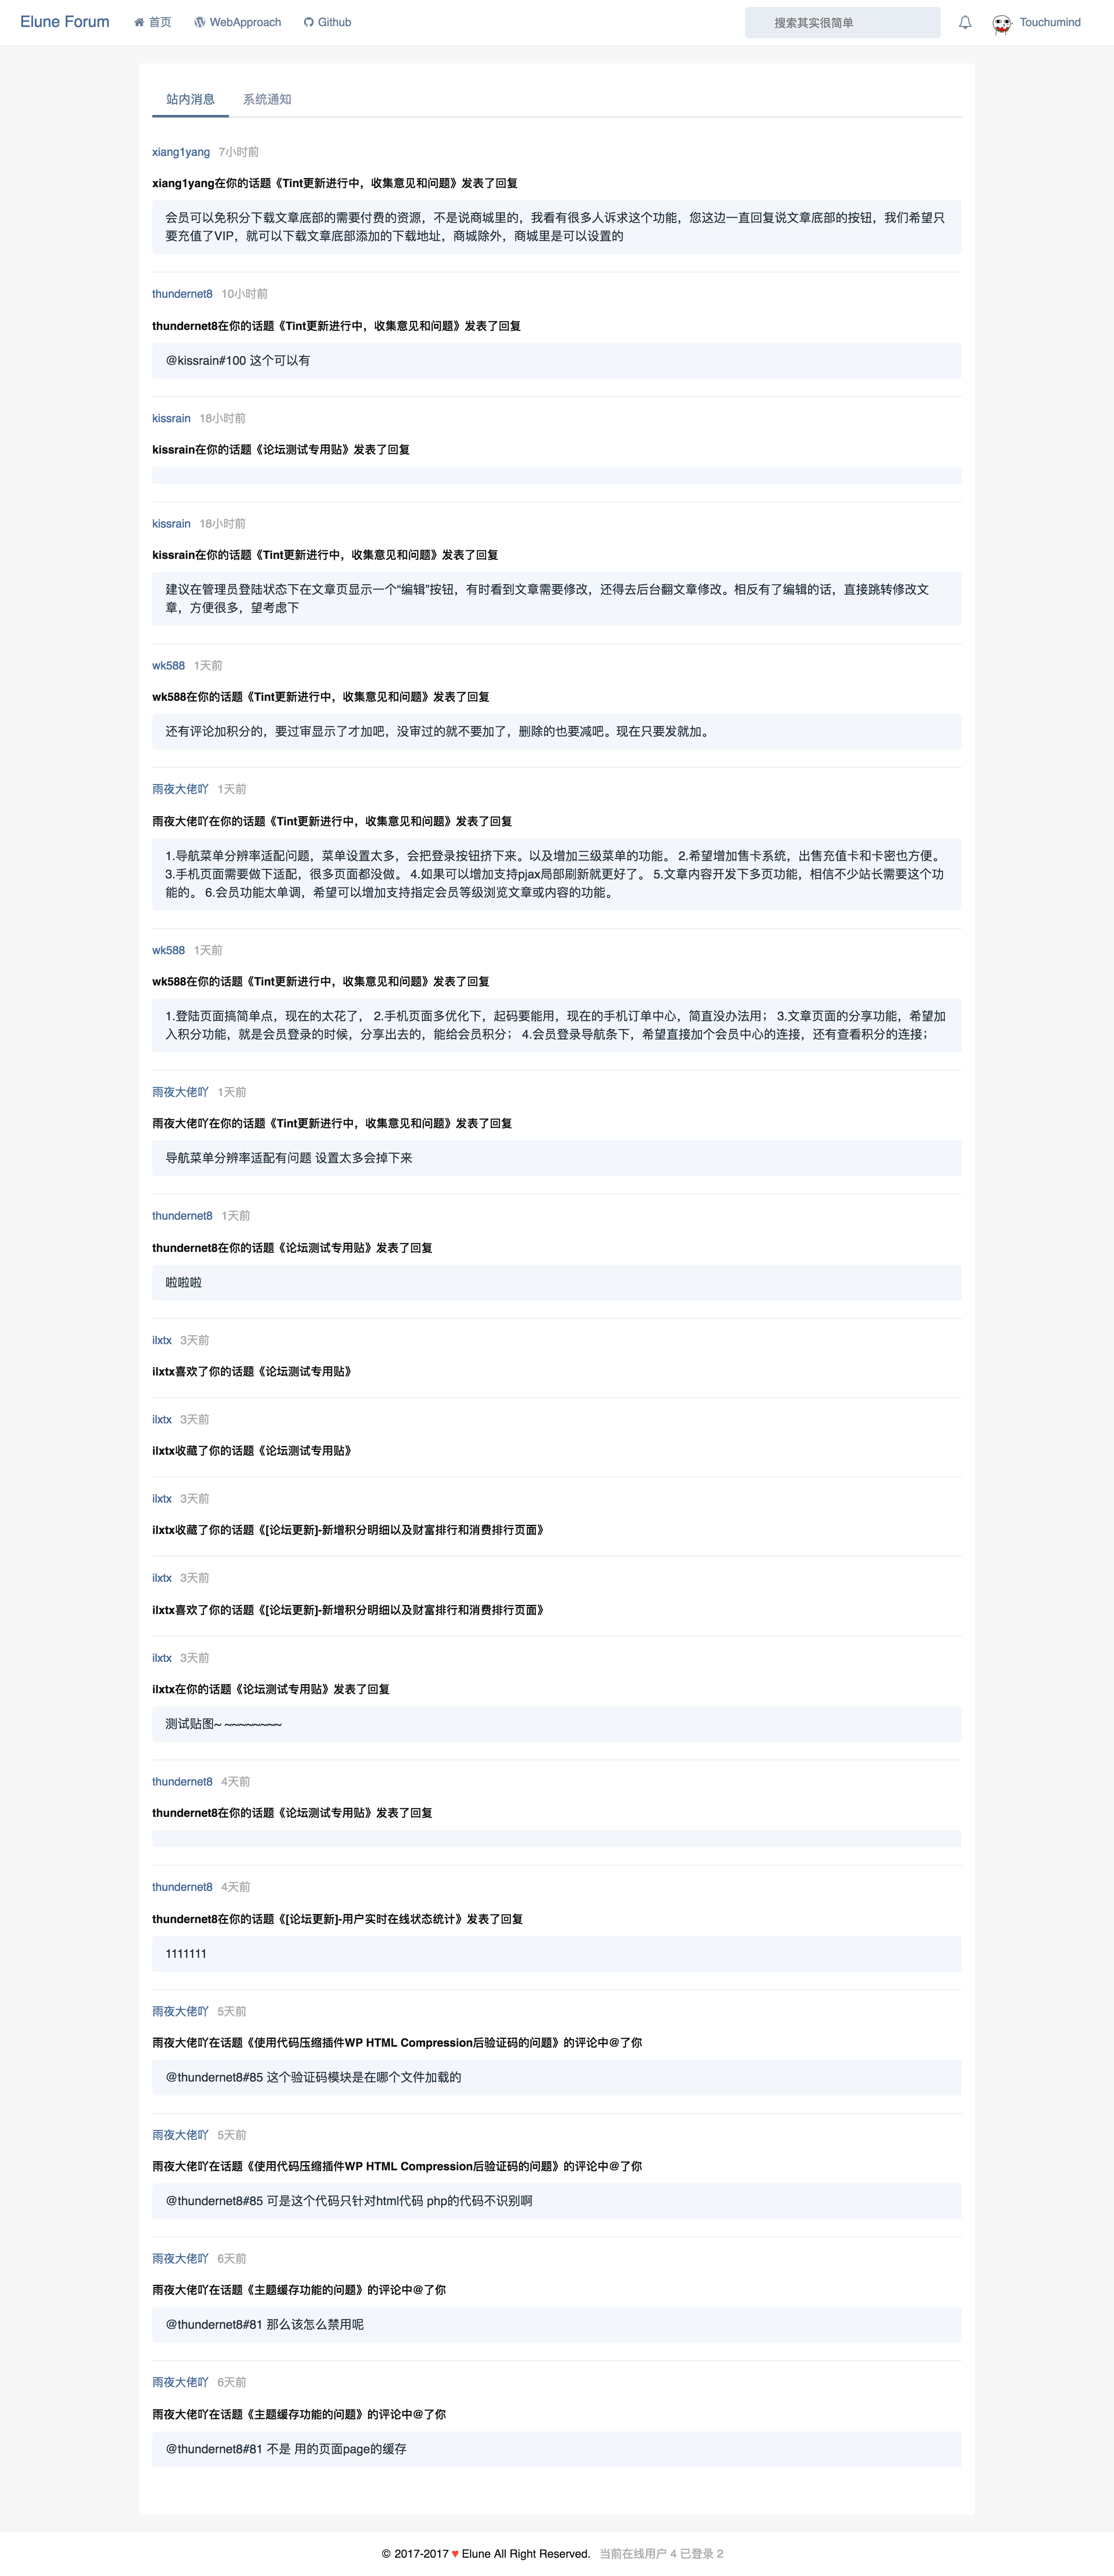 Elune Forum 首页 WebApproach Github 搜索其实很简单 Touchumind
站内消息 系统通知
xiang1yang 7小时前
xiang1yang在你的话题《Tint更新进行中，收集意见和问题》发表了回复
会员可以免积分下载文章底部的需要付费的资源，不是说商城里的，我看有很多人诉求这个功能，您这边一直回复说文章底部的按钮，我们希望只
要充值了VIP，就可以下载文章底部添加的下载地址，商城除外，商城里是可以设置的
thundernet8 10小时前
thundernet8在你的话题《Tint更新进行中，收集意见和问题》发表了回复
@kissrain#100 这个可以有
kissrain 18小时前
kissrain在你的话题《论坛测试专用贴》发表了回复
kissrain 18小时前
kissrain在你的话题《Tint更新进行中，收集意见和问题》发表了回复
建议在管理员登陆状态下在文章页显示一个“编辑”按钮，有时看到文章需要修改，还得去后台翻文章修改。相反有了编辑的话，直接跳转修改文
章，方便很多，望考虑下
wk588 1天前
wk588在你的话题《Tint更新进行中，收集意见和问题》发表了回复
还有评论加积分的，要过审显示了才加吧，没审过的就不要加了，删除的也要减吧。现在只要发就加。
雨夜大佬吖 1天前
雨夜大佬吖在你的话题《Tint更新进行中，收集意见和问题》发表了回复
1.导航菜单分辨率适配问题，菜单设置太多，会把登录按钮挤下来。以及增加三级菜单的功能。 2.希望增加售卡系统，出售充值卡和卡密也方便。
3.手机页面需要做下适配，很多页面都没做。 4.如果可以增加支持pjax局部刷新就更好了。 5.文章内容开发下多页功能，相信不少站长需要这个功
能的。 6.会员功能太单调，希望可以增加支持指定会员等级浏览文章或内容的功能。
wk588 1天前
wk588在你的话题《Tint更新进行中，收集意见和问题》发表了回复
1.登陆页面搞简单点，现在的太花了， 2.手机页面多优化下，起码要能用，现在的手机订单中心，简直没办法用； 3.文章页面的分享功能，希望加
入积分功能，就是会员登录的时候，分享出去的，能给会员积分； 4.会员登录导航条下，希望直接加个会员中心的连接，还有查看积分的连接；
雨夜大佬吖 1天前
雨夜大佬吖在你的话题《Tint更新进行中，收集意见和问题》发表了回复
导航菜单分辨率适配有问题 设置太多会掉下来
thundernet8 1天前
thundernet8在你的话题《论坛测试专用贴》发表了回复
啦啦啦
ilxtx 3天前
ilxtx喜欢了你的话题《论坛测试专用贴》
ilxtx 3天前
ilxtx收藏了你的话题《论坛测试专用贴》
ilxtx 3天前
ilxtx收藏了你的话题《[论坛更新]-新增积分明细以及财富排行和消费排行页面》
ilxtx 3天前
ilxtx喜欢了你的话题《[论坛更新]-新增积分明细以及财富排行和消费排行页面》
ilxtx 3天前
ilxtx在你的话题《论坛测试专用贴》发表了回复
测试贴图~ ~~~~~~~~
thundernet8 4天前
thundernet8在你的话题《论坛测试专用贴》发表了回复
thundernet8 4天前
thundernet8在你的话题《[论坛更新]-用户实时在线状态统计》发表了回复
1111111
雨夜大佬吖 5天前
雨夜大佬吖在话题《使用代码压缩插件WP HTML Compression后验证码的问题》的评论中@了你
@thundernet8#85 这个验证码模块是在哪个文件加载的
雨夜大佬吖 5天前
雨夜大佬吖在话题《使用代码压缩插件WP HTML Compression后验证码的问题》的评论中@了你
@thundernet8#85 可是这个代码只针对html代码 php的代码不识别啊
雨夜大佬吖 6天前
雨夜大佬吖在话题《主题缓存功能的问题》的评论中@了你
@thundernet8#81 那么该怎么禁用呢
雨夜大佬吖 6天前
雨夜大佬吖在话题《主题缓存功能的问题》的评论中@了你
@thundernet8#81 不是 用的页面page的缓存
© 2017-2017 ♥ Elune All Right Reserved. 当前在线用户 4 已登录 2